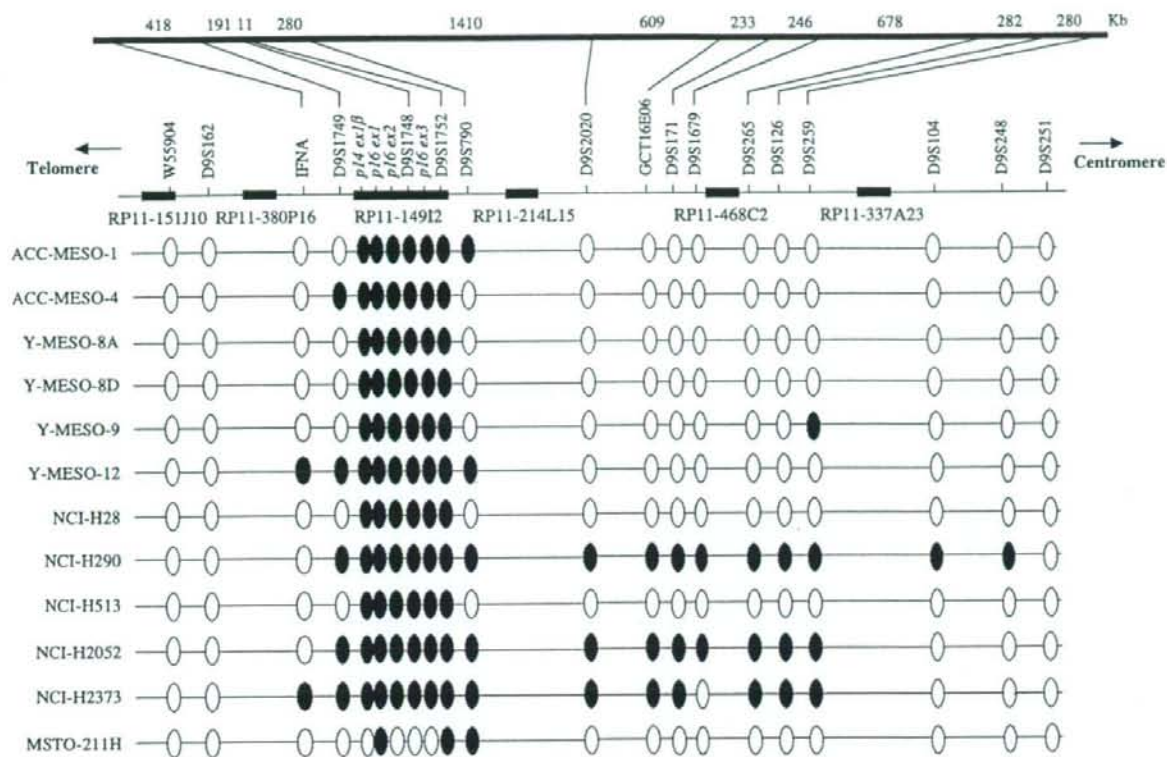 418 191 11 280 1410 609 233 246 678 282 280 Kb
W55904
D9S162
IFNA
D9S1749
p14 ex1β
p16 ex1
p16 ex2
D9S1748
p16 ex3
D9S1752
D9S790
D9S2020
GCT16E06
D9S171
D9S1679
D9S265
D9S126
D9S259
D9S104
D9S248
D9S251
Telomere
Centromere
RP11-151J10 RP11-380P16 RP11-149I2 RP11-214L15 RP11-468C2 RP11-337A23
ACC-MESO-1
ACC-MESO-4
Y-MESO-8A
Y-MESO-8D
Y-MESO-9
Y-MESO-12
NCI-H28
NCI-H290
NCI-H513
NCI-H2052
NCI-H2373
MSTO-211H